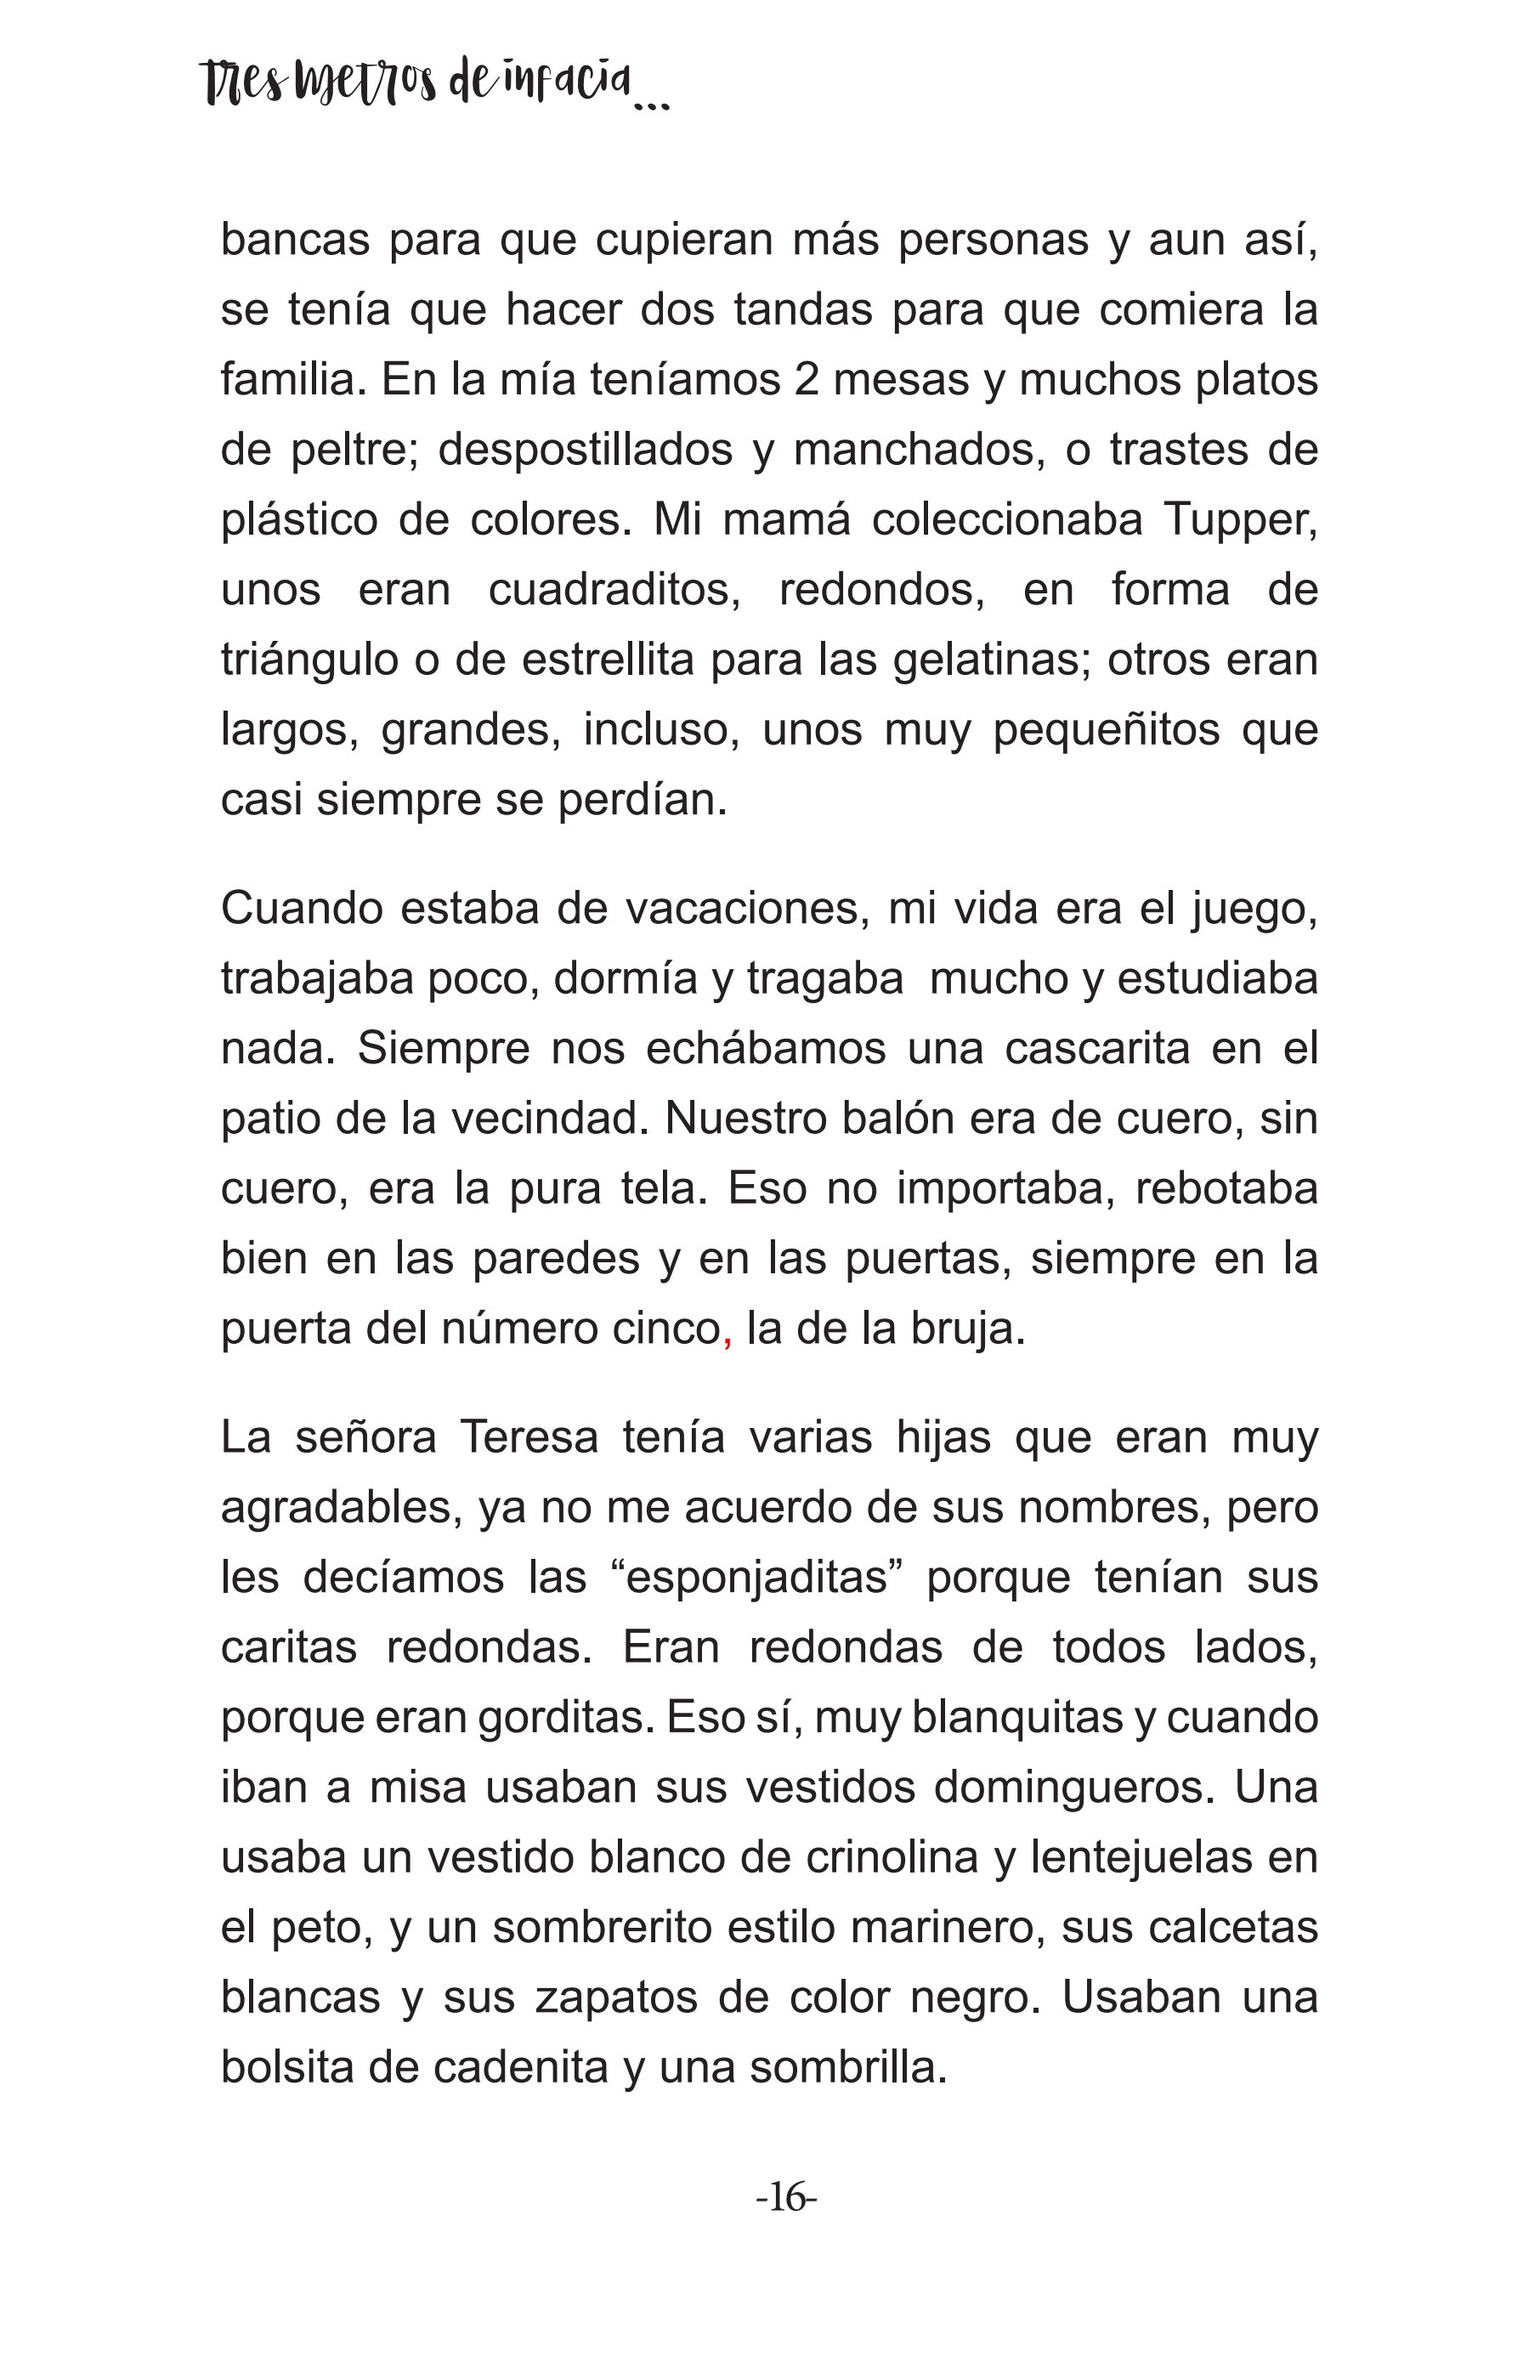 Tres metros de infacia...
bancas para que cupieran más personas y aun así,
se tenía que hacer dos tandas para que comiera la
familia. En la mía teníamos 2 mesas y muchos platos
de peltre; despostillados y manchados, o trastes de
plástico de colores. Mi mamá coleccionaba Tupper,
unos eran cuadraditos, redondos, en forma de
triángulo o de estrellita para las gelatinas; otros eran
largos, grandes, incluso, unos muy pequeñitos que
casi siempre se perdían.
Cuando estaba de vacaciones, mi vida era el juego,
trabajaba poco, dormía y tragaba  mucho y estudiaba
nada. Siempre nos echábamos una cascarita en el
patio de la vecindad. Nuestro balón era de cuero, sin
cuero, era la pura tela. Eso no importaba, rebotaba
bien en las paredes y en las puertas, siempre en la
puerta del número cinco, la de la bruja.
La señora Teresa tenía varias hijas que eran muy
agradables, ya no me acuerdo de sus nombres, pero
les decíamos las “esponjaditas” porque tenían sus
caritas redondas. Eran redondas de todos lados,
porque eran gorditas. Eso sí, muy blanquitas y cuando
iban a misa usaban sus vestidos domingueros. Una
usaba un vestido blanco de crinolina y lentejuelas en
el peto, y un sombrerito estilo marinero, sus calcetas
blancas y sus zapatos de color negro. Usaban una
bolsita de cadenita y una sombrilla.
-16-